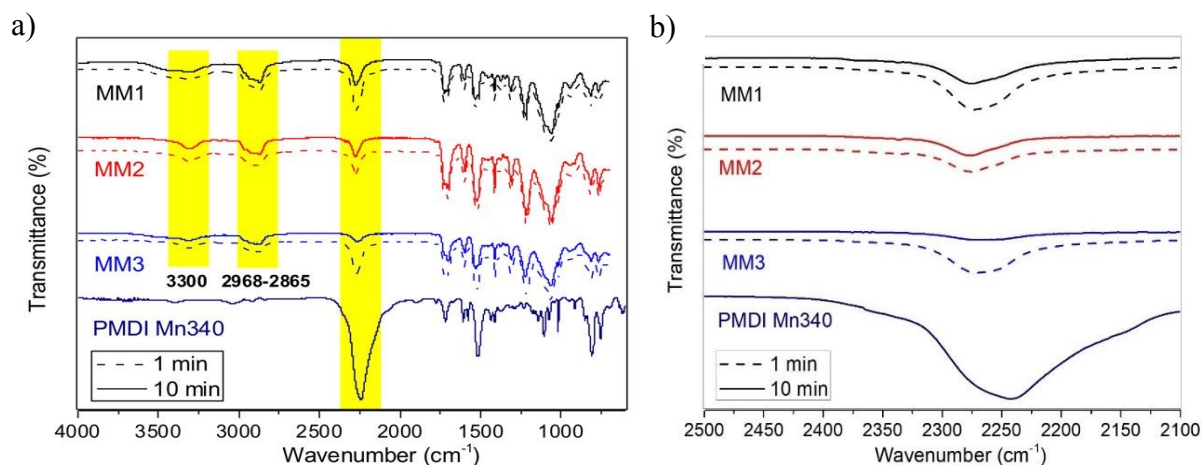 a)
Transmittance (%)
MM1
MM2
MM3
3300
2968-2865
PMDI Mn340
1 min
10 min
4000 3500 3000 2500 2000 1500 1000
Wavenumber (cm⁻¹)
b)
Transmittance (%)
MM1
MM2
MM3
PMDI Mn340
1 min
10 min
2500 2450 2400 2350 2300 2250 2200 2150 2100
Wavenumber (cm⁻¹)